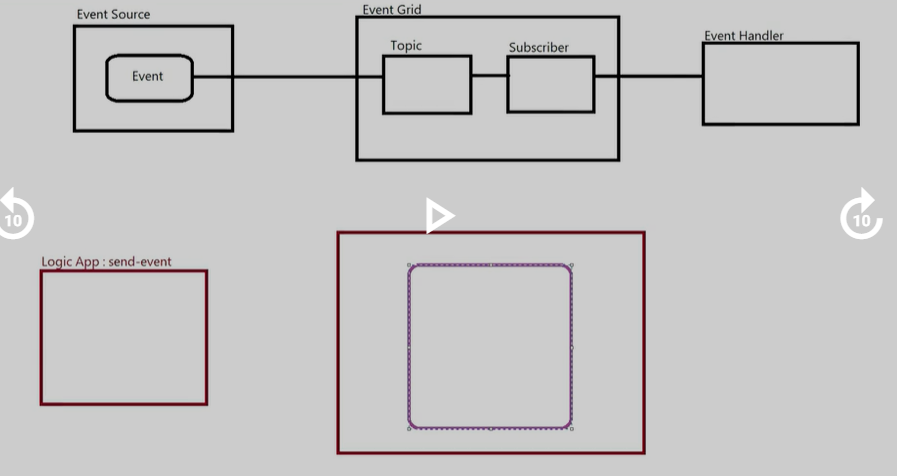 Event Source
Event Grid
Event Handler
Topic
Subscriber
Event
10
10
Logic App : send-event